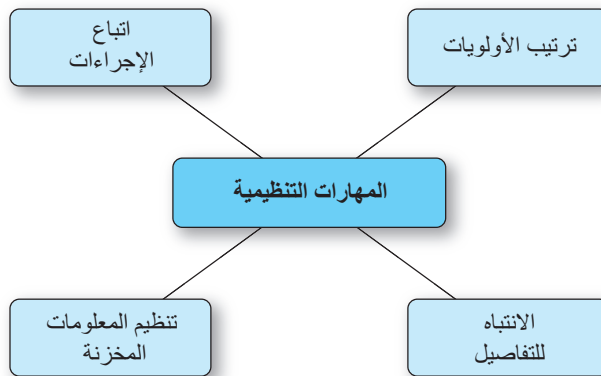 ترتيب الأولويات
اتباع
الإجراءات
المهارات التنظيمية
الانتباه
للتفاصيل
تنظيم المعلومات
المخزنة